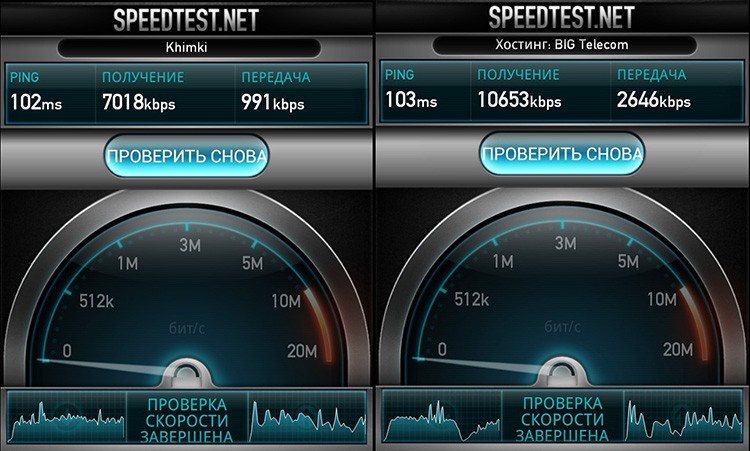 SPEEDTEST.NET
Khimki
PING ПОЛУЧЕНИЕ ПЕРЕДАЧА
102ms 7018kbps 991kbps
ПРОВЕРИТЬ СНОВА
0 512k 1M 3M 5M 10M 20M
бит/с
ПРОВЕРКА
СКОРОСТИ
ЗАВЕРШЕНА
SPEEDTEST.NET
Хостинг: BIG Telecom
PING ПОЛУЧЕНИЕ ПЕРЕДАЧА
103ms 10653kbps 2646kbps
ПРОВЕРИТЬ СНОВА
0 512k 1M 3M 5M 10M 20M
бит/с
ПРОВЕРКА
СКОРОСТИ
ЗАВЕРШЕНА